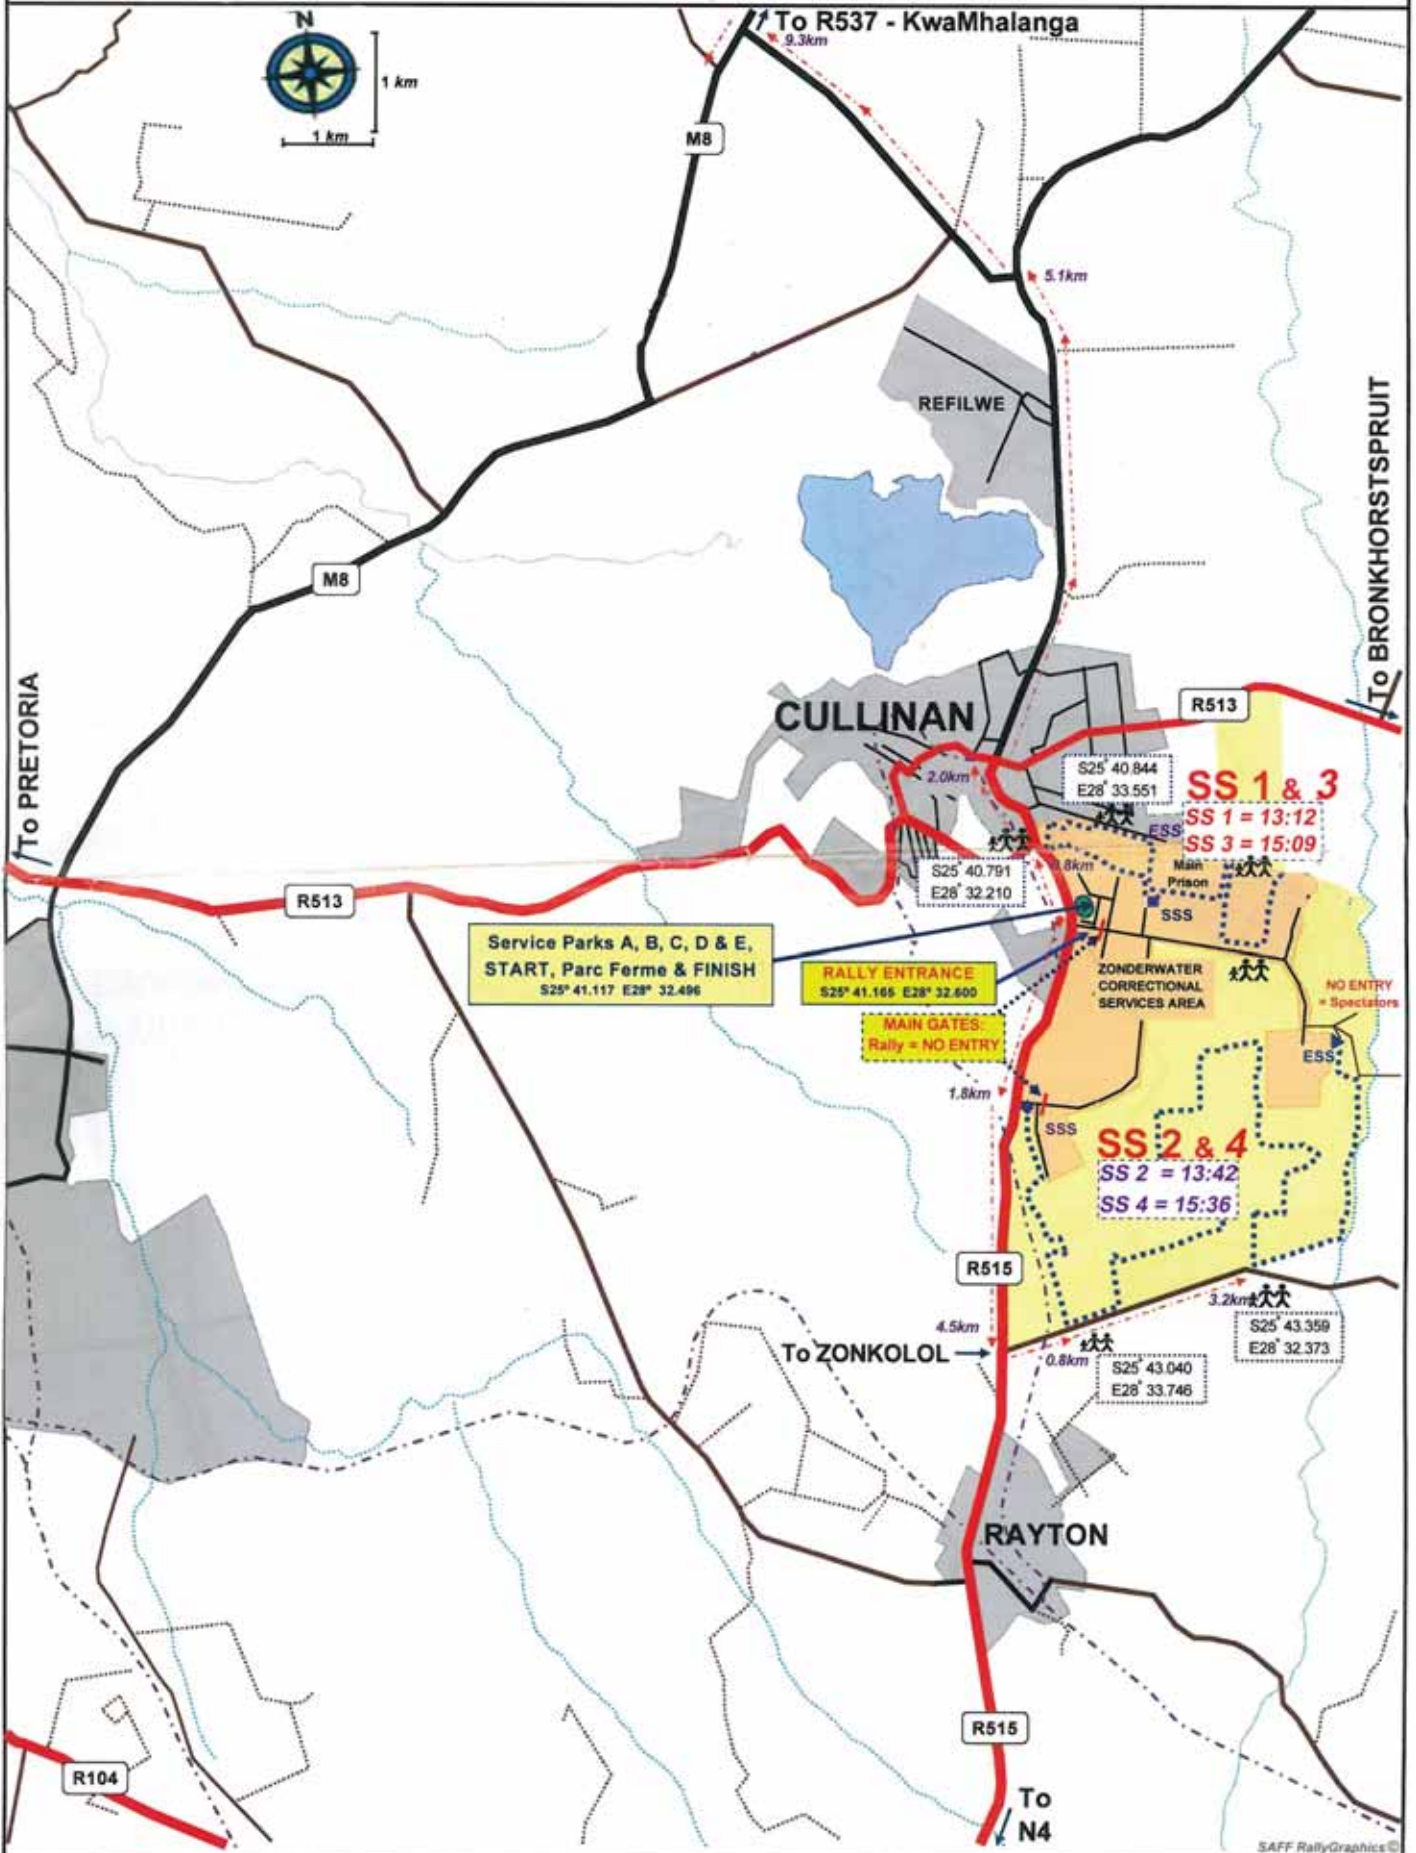 To R537 - KwaMhalanga
N
9.3km
1 km
1 km
M8
5.1km
REFILWE
To BRONKHORSTSPRUIT
M8
To PRETORIA
R513
CULLINAN
2.0km
S25° 40.844
E28° 33.551
SS 1 & 3
SS 1 = 13:12
SS 3 = 15:09
ESS
0.8km
Main
Prison
S25° 40.791
E28° 32.210
R513
SSS
Service Parks A, B, C, D & E,
START, Parc Ferme & FINISH
S25° 41.117 E28° 32.496
RALLY ENTRANCE
S25° 41.165 E28° 32.600
ZONDERWATER
CORRECTIONAL
SERVICES AREA
NO ENTRY
= Spectators
MAIN GATES:
Rally = NO ENTRY
ESS
1.8km
SSS
SS 2 & 4
SS 2 = 13:42
SS 4 = 15:36
R515
3.2km
4.5km
S25° 43.359
E28° 32.373
To ZONKOLOL
0.8km
S25° 43.040
E28° 33.746
RAYTON
R515
R104
To
N4
SAFF RallyGraphics©